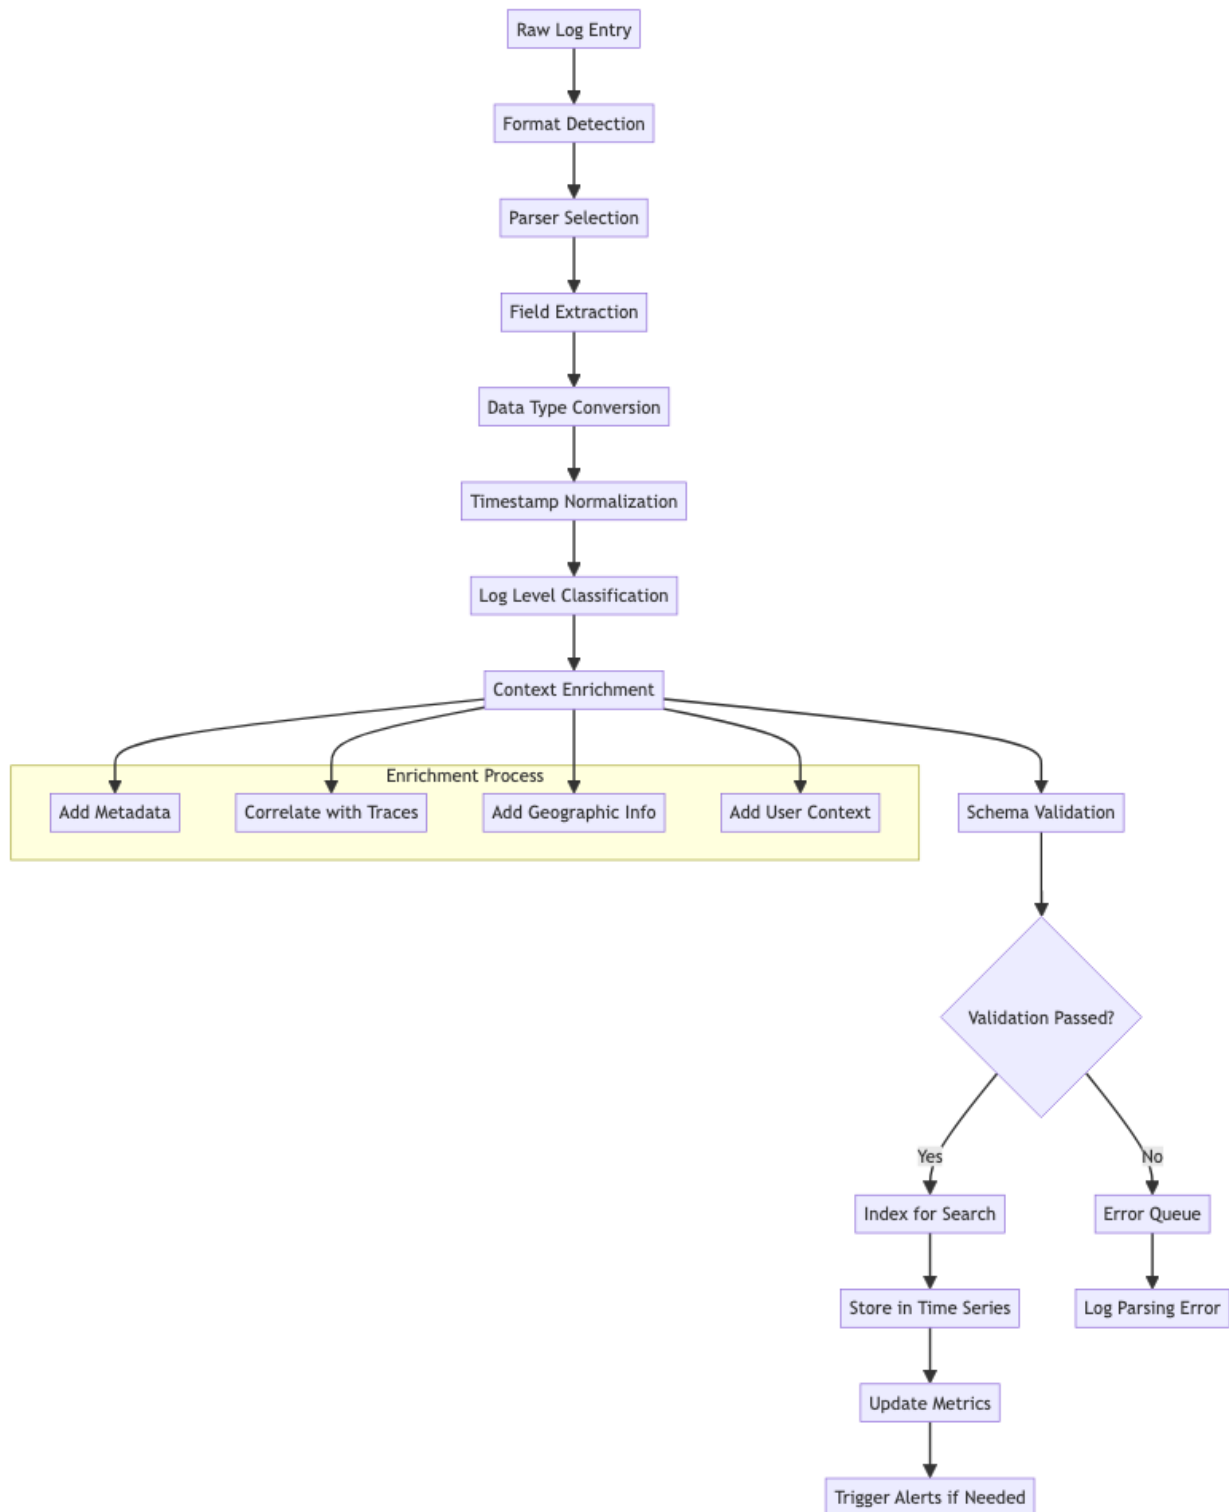 Raw Log Entry
Format Detection
Parser Selection
Field Extraction
Data Type Conversion
Timestamp Normalization
Log Level Classification
Context Enrichment
Enrichment Process
Add Metadata
Correlate with Traces
Add Geographic Info
Add User Context
Schema Validation
Validation Passed?
Yes
No
Index for Search
Error Queue
Store in Time Series
Log Parsing Error
Update Metrics
Trigger Alerts if Needed